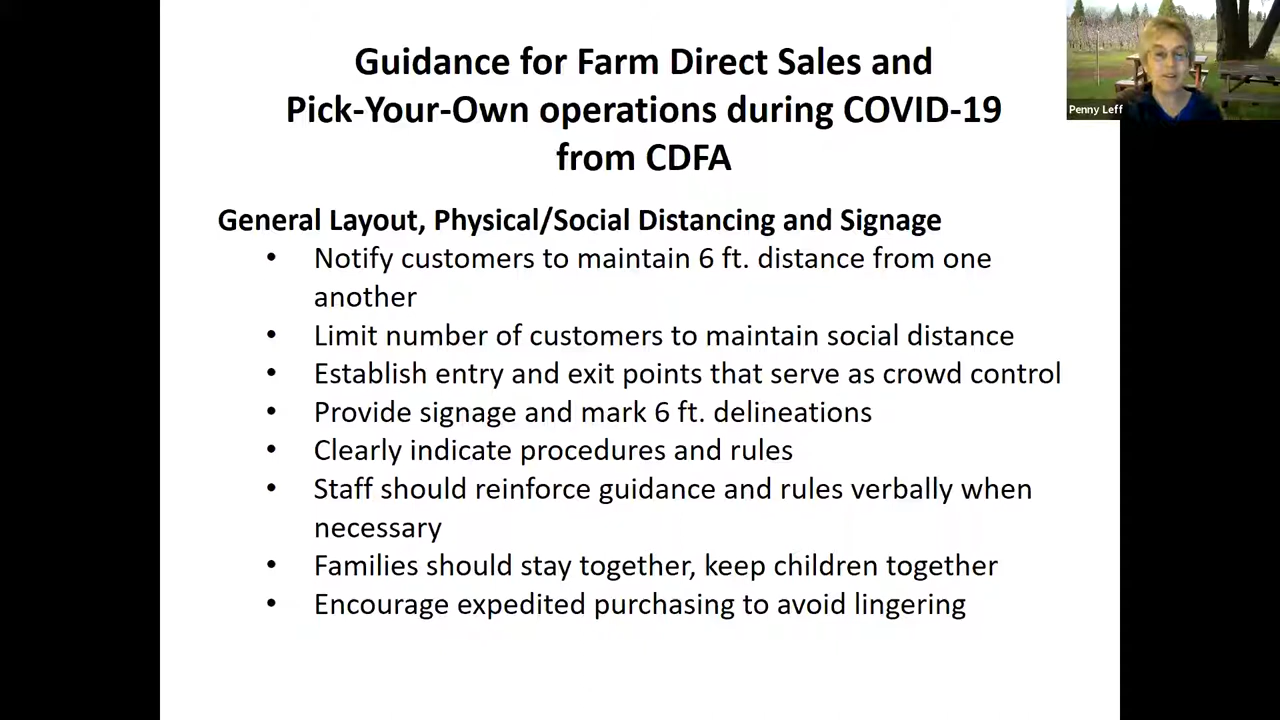 Guidance for Farm Direct Sales and
Pick-Your-Own operations during COVID-19
from CDFA
Penny Leff
General Layout, Physical/Social Distancing and Signage
• Notify customers to maintain 6 ft. distance from one
another
• Limit number of customers to maintain social distance
• Establish entry and exit points that serve as crowd control
• Provide signage and mark 6 ft. delineations
• Clearly indicate procedures and rules
• Staff should reinforce guidance and rules verbally when
necessary
• Families should stay together, keep children together
• Encourage expedited purchasing to avoid lingering